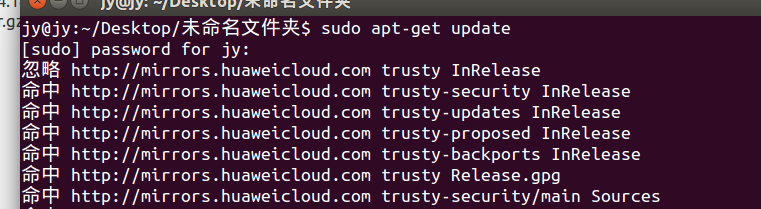 jy@jy: ~/Desktop/未命名文件夹
r.gz
jy@jy:~/Desktop/未命名文件夹$ sudo apt-get update
[sudo] password for jy:
忽略 http://mirrors.huaweicloud.com trusty InRelease
命中 http://mirrors.huaweicloud.com trusty-security InRelease
命中 http://mirrors.huaweicloud.com trusty-updates InRelease
命中 http://mirrors.huaweicloud.com trusty-proposed InRelease
命中 http://mirrors.huaweicloud.com trusty-backports InRelease
命中 http://mirrors.huaweicloud.com trusty Release.gpg
命中 http://mirrors.huaweicloud.com trusty-security/main Sources